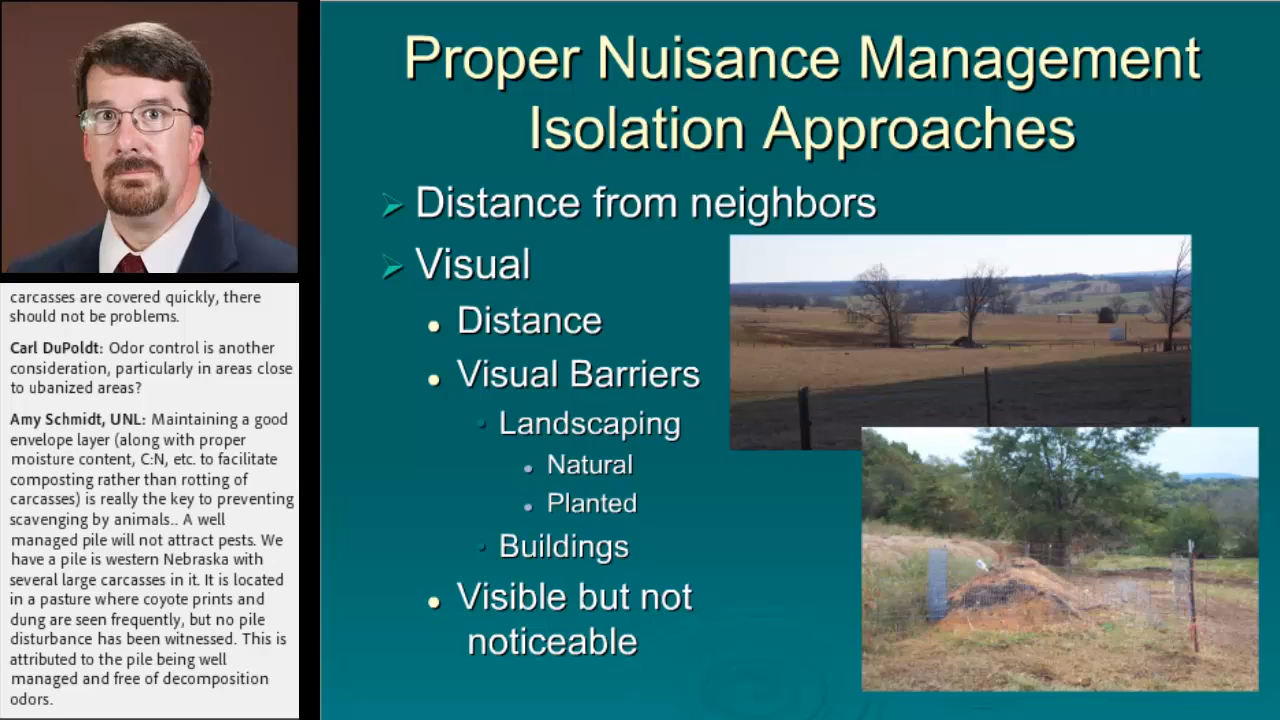 Proper Nuisance Management
Isolation Approaches
Distance from neighbors
Visual
Distance
Visual Barriers
Landscaping
Natural
Planted
Buildings
Visible but not
noticeable
carcasses are covered quickly, there
should not be problems.
Carl DuPoldt: Odor control is another
consideration, particularly in areas close
to ubanized areas?
Amy Schmidt, UNL: Maintaining a good
envelope layer (along with proper
moisture content, C:N, etc. to facilitate
composting rather than rotting of
carcasses) is really the key to preventing
scavenging by animals.. A well
managed pile will not attract pests. We
have a pile is western Nebraska with
several large carcasses in it. It is located
in a pasture where coyote prints and
dung are seen frequently, but no pile
disturbance has been witnessed. This is
attributed to the pile being well
managed and free of decomposition
odors.